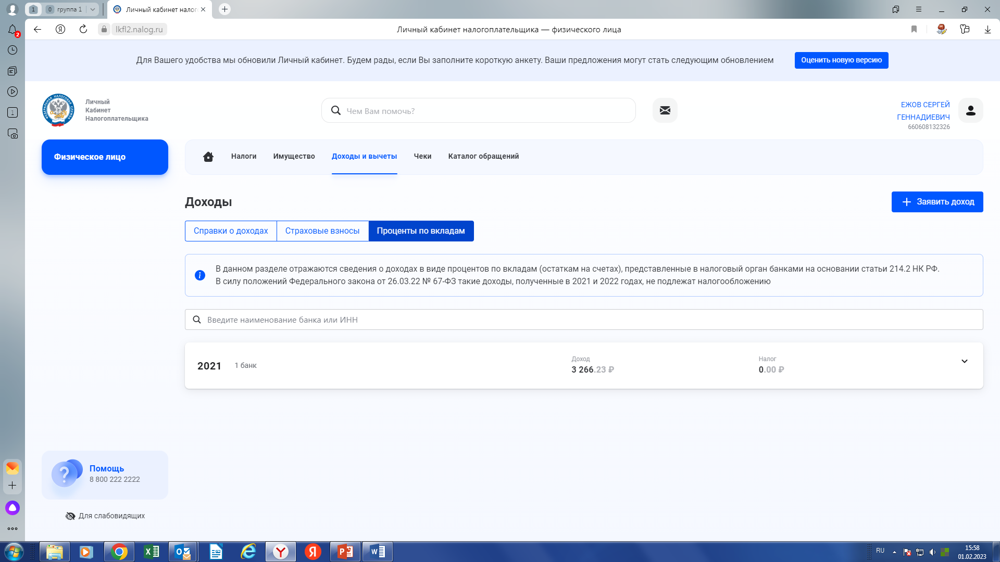 1
0 группа 1
Личный кабинет налог
2
lkfl2.nalog.ru
Личный кабинет налогоплательщика — физического лица
Для Вашего удобства мы обновили Личный кабинет. Будем рады, если Вы заполните короткую анкету. Ваши предложения могут стать следующим обновлением
Оценить новую версию
Личный
Кабинет
Налогоплательщика
Чем Вам помочь?
ЕЖОВ СЕРГЕЙ
ГЕННАДИЕВИЧ
660608132326
1
Физическое лицо
Налоги
Имущество
Доходы и вычеты
Чеки
Каталог обращений
Доходы
Заявить доход
Справки о доходах
Страховые взносы
Проценты по вкладам
В данном разделе отражаются сведения о доходах в виде процентов по вкладам (остаткам на счетах), представленные в налоговый орган банками на основании статьи 214.2 НК РФ.
В силу положений Федерального закона от 26.03.22 № 67-ФЗ такие доходы, полученные в 2021 и 2022 годах, не подлежат налогообложению
Введите наименование банка или ИНН
2021
1 банк
Доход
3 266.23 ₽
Налог
0.00 ₽
Помощь
8 800 222 2222
Для слабовидящих
RU
15:58
01.02.2023